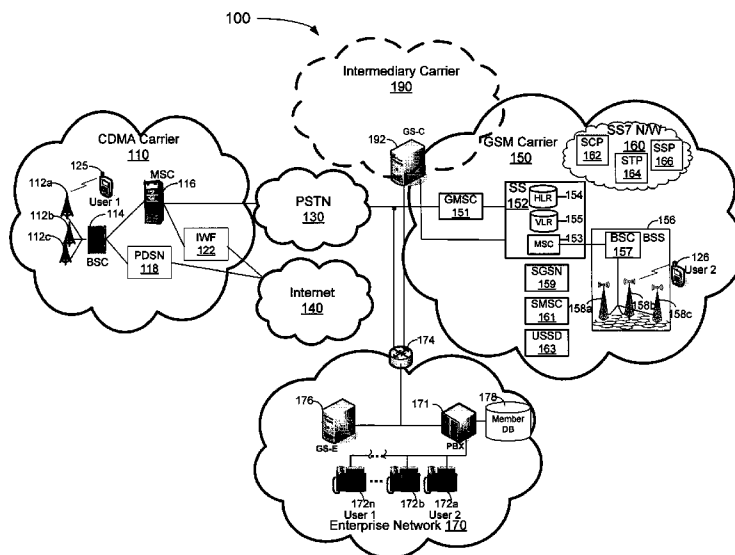 100
Intermediary Carrier
190
GS-C
192
CDMA Carrier
110
125
112a
User 1
MSC
116
112b
114
112c
BSC
PDSN
118
IWF
122
PSTN
130
Internet
140
GSM Carrier
150
SS7 N/W
160
SCP
162
STP
164
SSP
166
GMSC
151
SS
152
HLR
154
VLR
155
MSC
153
156
BSC
157
BSS
126
User 2
158a
158b
158c
SGSN
159
SMSC
161
USSD
163
174
176
GS-E
171
PBX
178
Member
DB
172n
172b
172a
User 1
User 2
Enterprise Network 170